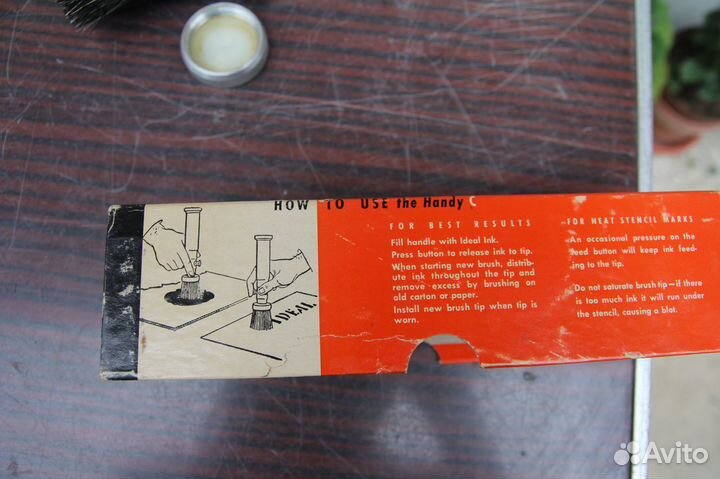 HOW TO USE the Handy C
IDEAL
FOR BEST RESULTS
Fill handle with Ideal Ink.
Press button to release ink to tip.
When starting new brush, distrib-
ute ink throughout the tip and
remove excess by brushing on
old carton or paper.
Install new brush tip when tip is
worn.
FOR NEAT STENCIL MARKS
An occasional pressure on the
feed button will keep ink feed-
ing to the tip.
Do not saturate brush tip—if there
is too much ink it will run under
the stencil, causing a blot.
Avito